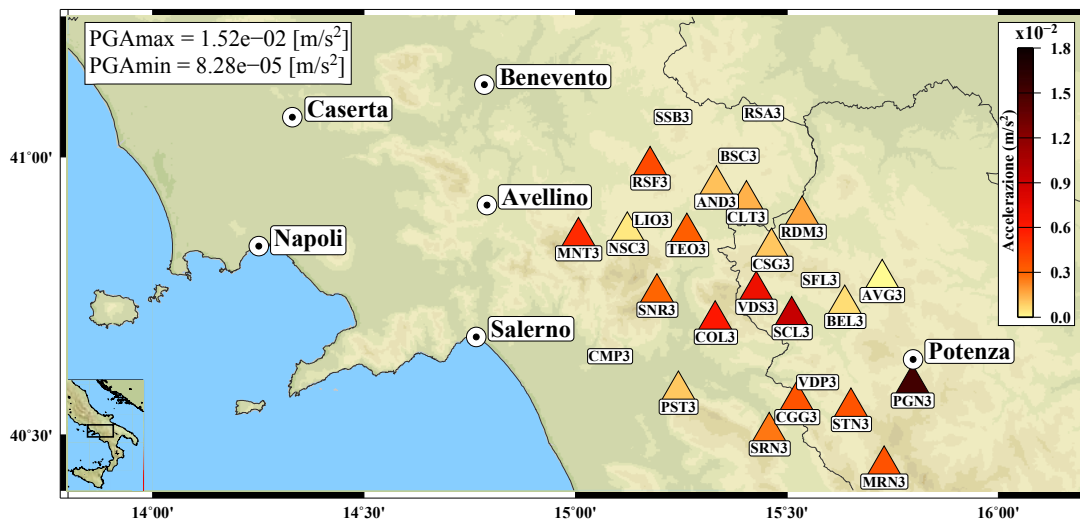 PGAmax = 1.52e−02 [m/s²]
PGAmin = 8.28e−05 [m/s²]
x10⁻²
1.8
1.5
1.2
0.9
0.6
0.3
0.0
Accelerazione (m/s²)
Benevento
Caserta
SSB3
RSA3
41°00'
BSC3
RSF3
AND3
Avellino
LIO3
CLT3
RDM3
Napoli
MNT3
NSC3
TEO3
CSG3
SFL3
AVG3
SNR3
VDS3
BEL3
Salerno
COL3
SCL3
CMP3
Potenza
VDP3
PGN3
PST3
CGG3
STN3
40°30'
SRN3
MRN3
14°00'
14°30'
15°00'
15°30'
16°00'